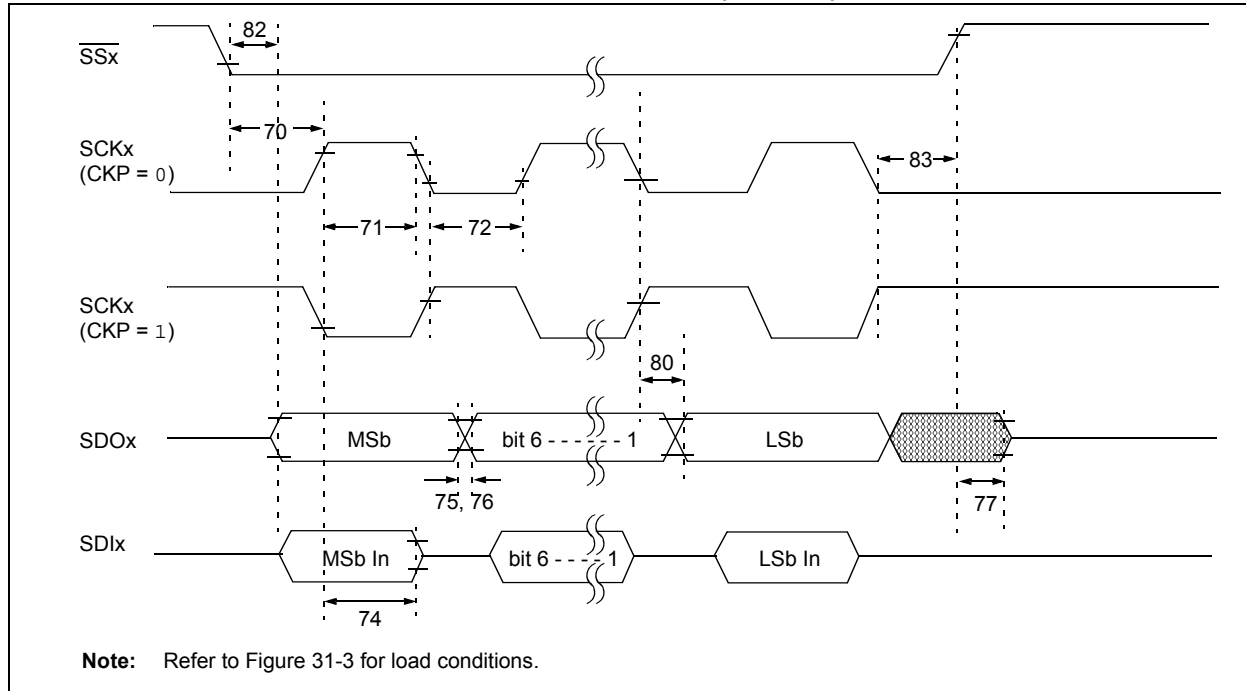 82
SSx
70
SCKx
(CKP = 0)
83
71
72
SCKx
(CKP = 1)
80
SDOx
MSb
bit 6 - - - - - - 1
LSb
75, 76
77
SDIx
MSb In
bit 6 - - - - 1
LSb In
74
Note: Refer to Figure 31-3 for load conditions.